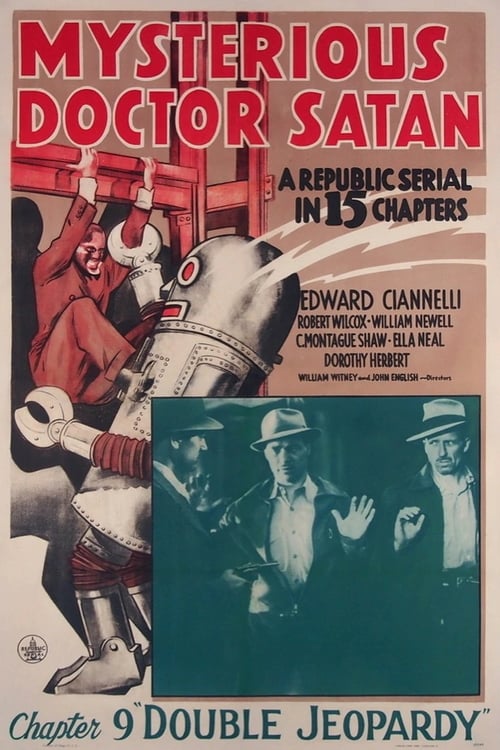 MYSTERIOUS
DOCTOR SATAN
A REPUBLIC SERIAL
IN 15 CHAPTERS
EDWARD CIANNELLI
ROBERT WILCOX · WILLIAM NEWELL
C. MONTAGUE SHAW · ELLA NEAL
DOROTHY HERBERT
WILLIAM WITNEY and JOHN ENGLISH—Directors
REPUBLIC
Chapter 9 "DOUBLE JEOPARDY"